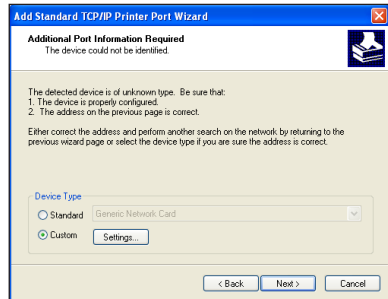 Add Standard TCP/IP Printer Port Wizard
Additional Port Information Required
The device could not be identified.
The detected device is of unknown type. Be sure that:
1. The device is properly configured.
2. The address on the previous page is correct.
Either correct the address and perform another search on the network by returning to the
previous wizard page or select the device type if you are sure the address is correct.
Device Type
Standard Generic Network Card
Custom Settings...
< Back Next > Cancel